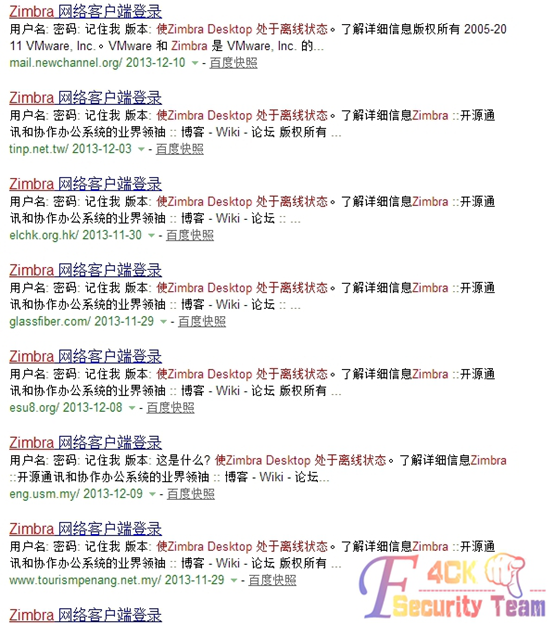 Zimbra 网络客户端登录
用户名: 密码: 记住我 版本: 使Zimbra Desktop 处于离线状态。了解详细信息版权所有 2005-20
11 VMware, Inc.。VMware 和 Zimbra 是 VMware, Inc. 的...
mail.newchannel.org/ 2013-12-10 - 百度快照
Zimbra 网络客户端登录
用户名: 密码: 记住我 版本: 使Zimbra Desktop 处于离线状态。了解详细信息Zimbra ::开源通
讯和协作办公系统的业界领袖 :: 博客 - Wiki - 论坛 版权所有 ...
tinp.net.tw/ 2013-12-03 - 百度快照
Zimbra 网络客户端登录
用户名: 密码: 记住我 版本: 使Zimbra Desktop 处于离线状态。了解详细信息Zimbra ::开源通
讯和协作办公系统的业界领袖 :: 博客 - Wiki - 论坛 :: ...
elchk.org.hk/ 2013-11-30 - 百度快照
Zimbra 网络客户端登录
用户名: 密码: 记住我 版本: 使Zimbra Desktop 处于离线状态。了解详细信息Zimbra ::开源通
讯和协作办公系统的业界领袖 :: 博客 - Wiki - 论坛 :: ...
glassfiber.com/ 2013-11-29 - 百度快照
Zimbra 网络客户端登录
用户名: 密码: 记住我 版本: 使Zimbra Desktop 处于离线状态。了解详细信息Zimbra ::开源通
讯和协作办公系统的业界领袖 :: 博客 - Wiki - 论坛 版权所有 ...
esu8.org/ 2013-12-08 - 百度快照
Zimbra 网络客户端登录
用户名: 密码: 记住我 版本: 这是什么? 使Zimbra Desktop 处于离线状态。了解详细信息Zimbra
::开源通讯和协作办公系统的业界领袖 :: 博客 - Wiki - 论坛...
eng.usm.my/ 2013-12-09 - 百度快照
Zimbra 网络客户端登录
用户名: 密码: 记住我 版本: 使Zimbra Desktop 处于离线状态。了解详细信息Zimbra ::开源通
讯和协作办公系统的业界领袖 :: 博客 - Wiki - 论坛 版权所有 ...
www.tourismpenang.net.my/ 2013-11-29 - 百度快照
Zimbra 网络客户端登录
F4CK
Security Team